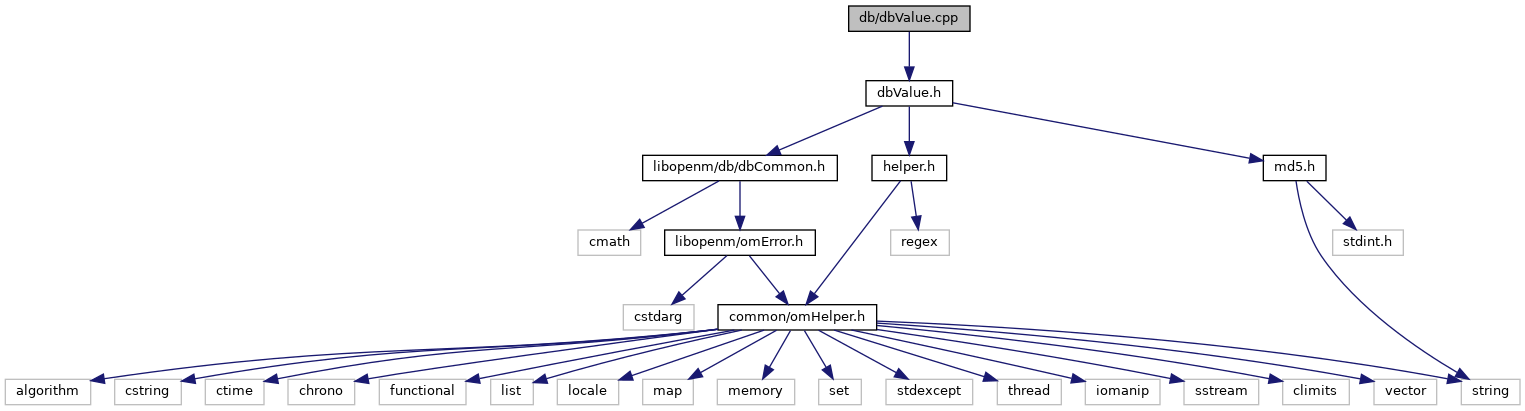 db/dbValue.cpp
dbValue.h
libopenm/db/dbCommon.h
helper.h
md5.h
cmath
libopenm/omError.h
regex
stdint.h
cstdarg
common/omHelper.h
algorithm
cstring
ctime
chrono
functional
list
locale
map
memory
set
stdexcept
thread
iomanip
sstream
climits
vector
string